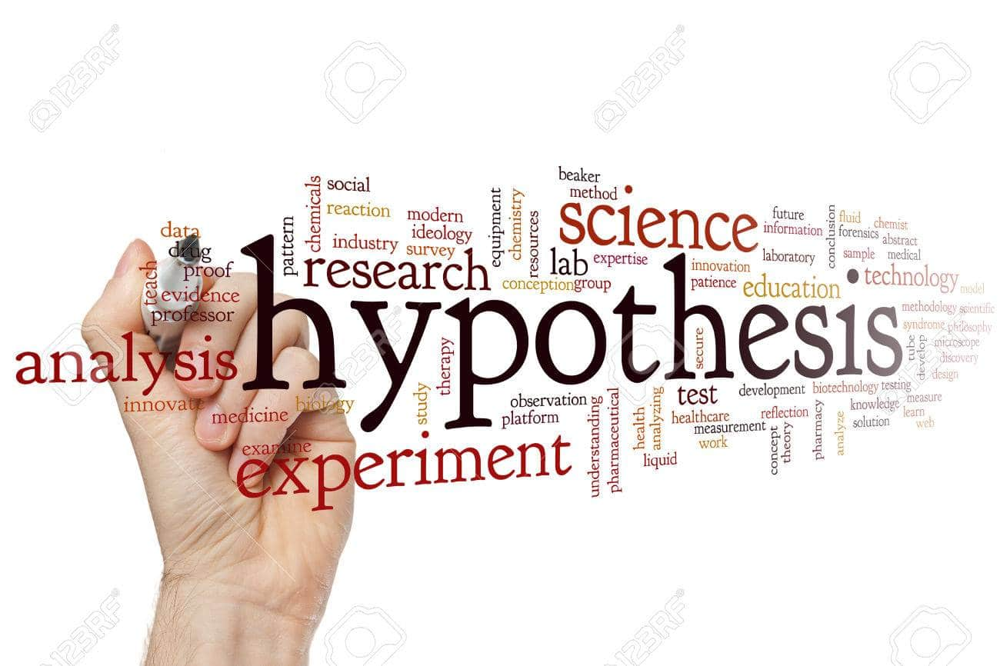 123RF
123RF
data
drug
teach
proof
evidence
professor
analysis
innovate
medicine
biology
examine
experiment
pattern
chemicals
social
reaction
industry
modern
ideology
survey
research
hypothesis
equipment
chemistry
resources
conception
group
lab
expertise
beaker
method
science
future
information
laboratory
conclusion
fluid
forensics
chemist
abstract
sample
medical
innovation
patience
education
technology
model
methodology
scientific
syndrome
philosophy
tube
develop
microscope
discovery
design
study
therapy
observation
platform
understanding
pharmaceutical
health
analyzing
liquid
secure
test
healthcare
measurement
work
development
reflection
concept
theory
pharmacy
analyze
biotechnology
testing
knowledge
measure
solution
learn
web
123RF
123RF